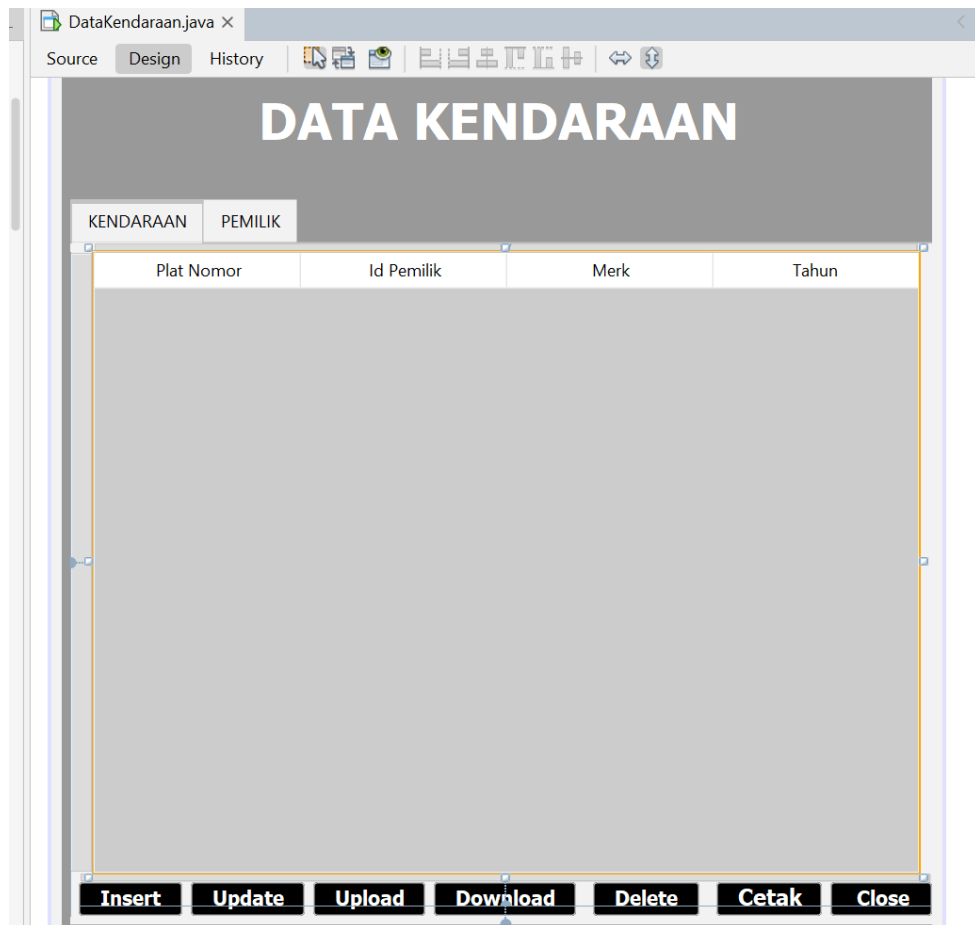 DataKendaraan.java
Source Design History
DATA KENDARAAN
KENDARAAN PEMILIK
Plat Nomor Id Pemilik Merk Tahun
Insert Update Upload Download Delete Cetak Close